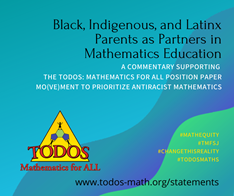 Black, Indigenous, and Latinx
Parents as Partners in
Mathematics Education
A COMMENTARY SUPPORTING
THE TODOS: MATHEMATICS FOR ALL POSITION PAPER
MO(VE)MENT TO PRIORITIZE ANTIRACIST MATHEMATICS
#MATHEQUITY
#TMFSJ
#CHANGETHISREALITY
#TODOSMATHS
TODOS
Mathematics for ALL
www.todos-math.org/statements